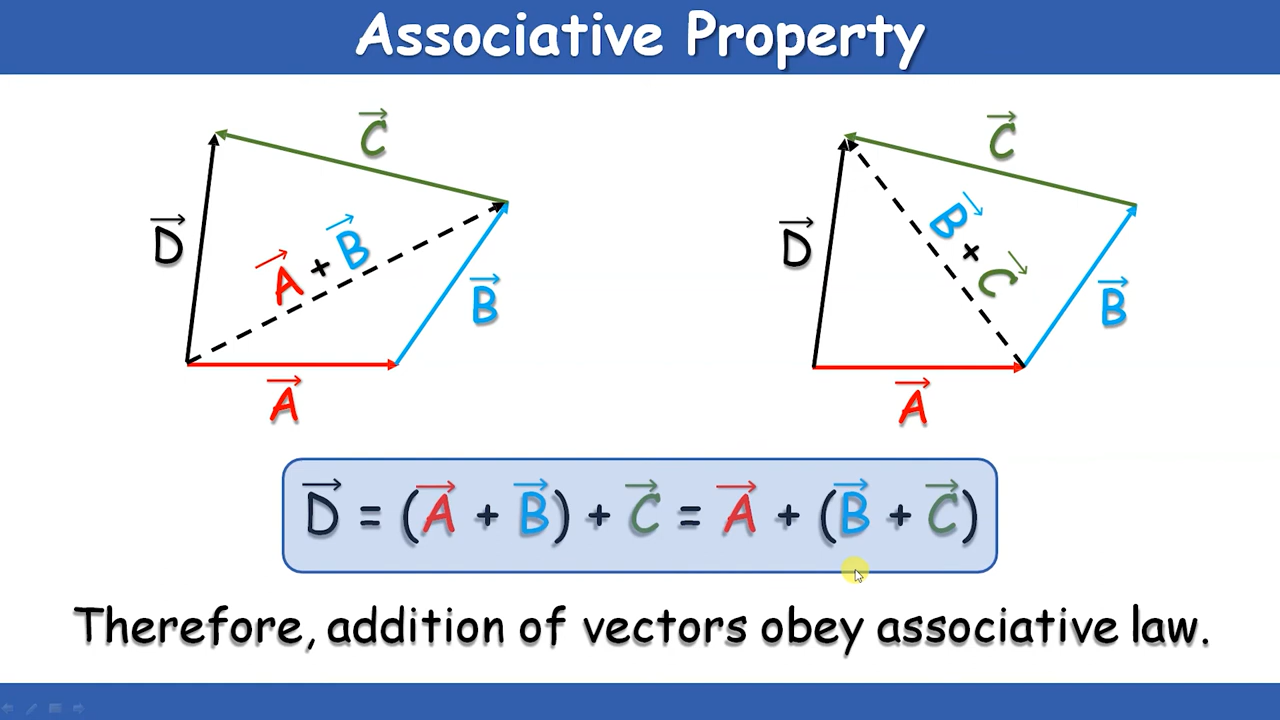 Associative Property
C⃗
D⃗
A⃗ + B⃗
B⃗
A⃗
C⃗
D⃗
B⃗ + C⃗
B⃗
A⃗
D⃗ = (A⃗ + B⃗) + C⃗ = A⃗ + (B⃗ + C⃗)
Therefore, addition of vectors obey associative law.